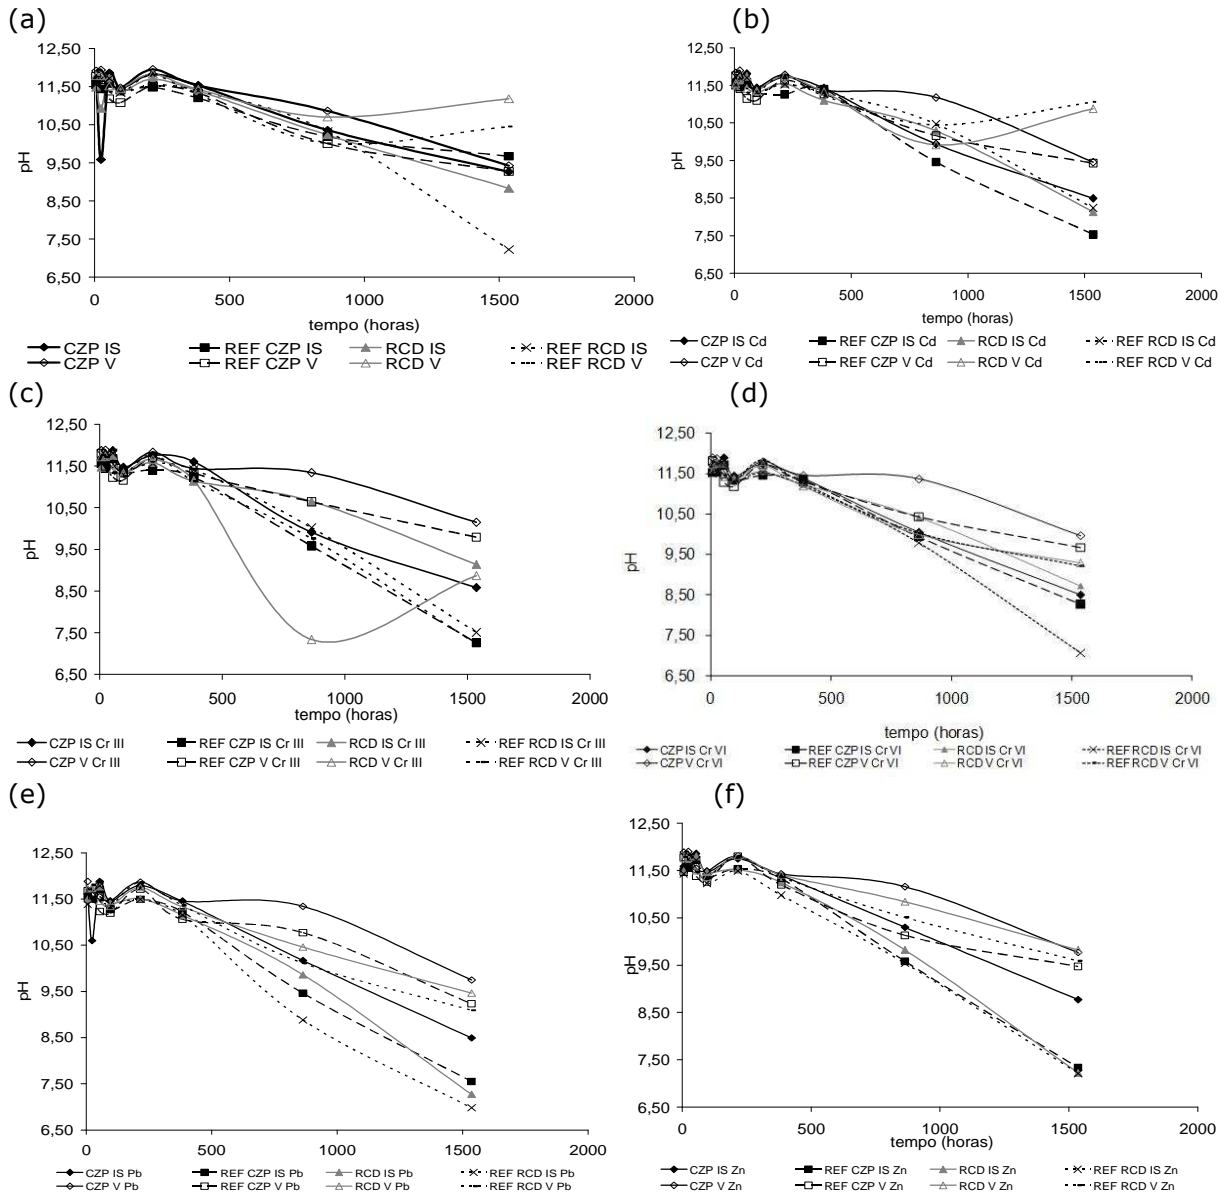 (a)
12,50
11,50
10,50
9,50
8,50
7,50
6,50
pH
0 500 1000 1500 2000
tempo (horas)
CZP IS REF CZP IS RCD IS REF RCD IS
CZP V REF CZP V RCD V REF RCD V
(b)
12,50
11,50
10,50
9,50
8,50
7,50
6,50
pH
0 500 1000 1500 2000
tempo (horas)
CZP IS Cd REF CZP IS Cd RCD IS Cd REF RCD IS Cd
CZP V Cd REF CZP V Cd RCD V Cd REF RCD V Cd
(c)
12,50
11,50
10,50
9,50
8,50
7,50
6,50
pH
0 500 1000 1500 2000
tempo (horas)
CZP IS Cr III REF CZP IS Cr III RCD IS Cr III REF RCD IS Cr III
CZP V Cr III REF CZP V Cr III RCD V Cr III REF RCD V Cr III
(d)
12,50
11,50
10,50
9,50
8,50
7,50
6,50
pH
0 500 1000 1500 2000
tempo (horas)
CZP IS Cr VI REF CZP IS Cr VI RCD IS Cr VI REF RCD IS Cr VI
CZP V Cr VI REF CZP V Cr VI RCD V Cr VI REF RCD V Cr VI
(e)
12,50
11,50
10,50
9,50
8,50
7,50
6,50
pH
0 500 1000 1500 2000
tempo (horas)
CZP IS Pb REF CZP IS Pb RCD IS Pb REF RCD IS Pb
CZP V Pb REF CZP V Pb RCD V Pb REF RCD V Pb
(f)
12,50
11,50
10,50
9,50
8,50
7,50
6,50
pH
0 500 1000 1500 2000
tempo (horas)
CZP IS Zn REF CZP IS Zn RCD IS Zn REF RCD IS Zn
CZP V Zn REF CZP V Zn RCD V Zn REF RCD V Zn